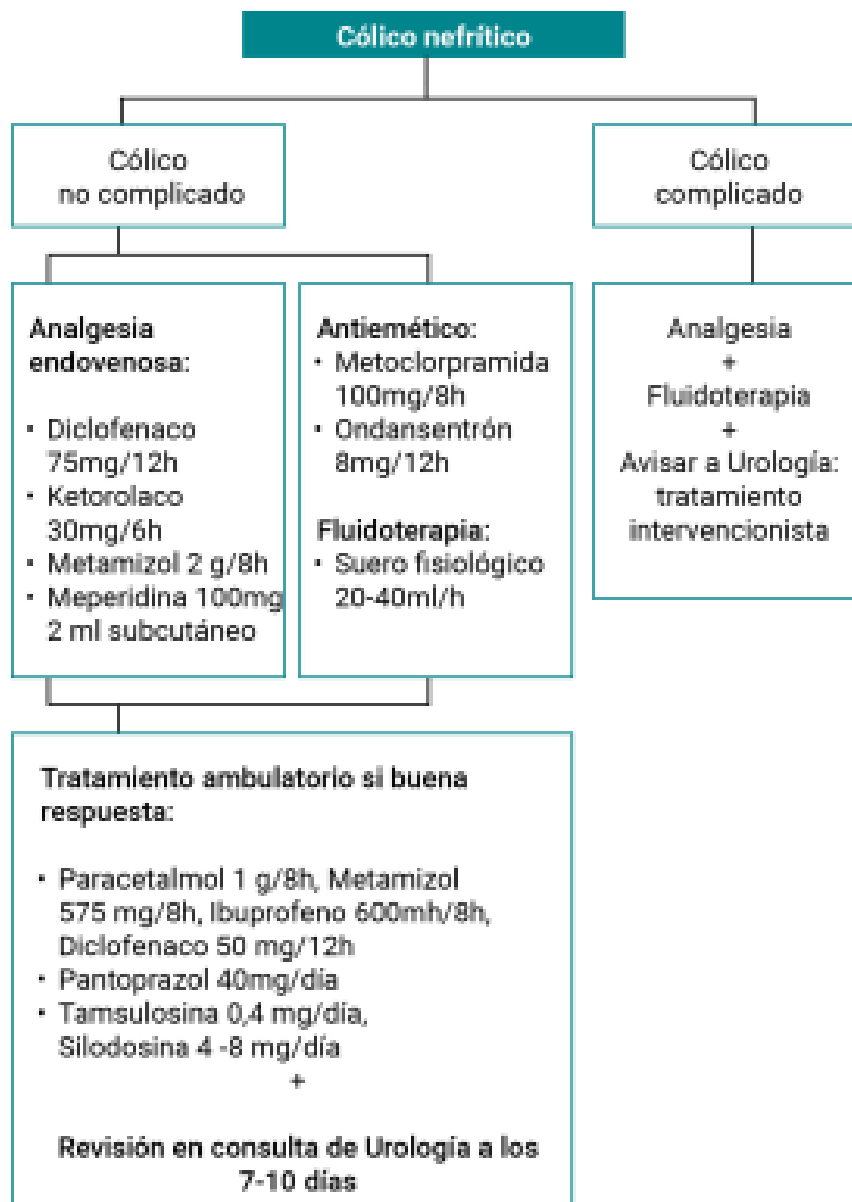 Cólico nefrítico
Cólico
no complicado
Cólico
complicado
Analgesia
endovenosa:
• Diclofenaco
75mg/12h
• Ketorolaco
30mg/6h
• Metamizol 2 g/8h
• Meperidina 100mg
2 ml subcutáneo
Antiemético:
• Metoclorpramida
100mg/8h
• Ondansentrón
8mg/12h
Fluidoterapia:
• Suero fisiológico
20-40ml/h
Analgesia
+
Fluidoterapia
+
Avisar a Urología:
tratamiento
intervencionista
Tratamiento ambulatorio si buena
respuesta:
• Paracetalmol 1 g/8h, Metamizol
575 mg/8h, Ibuprofeno 600mh/8h,
Diclofenaco 50 mg/12h
• Pantoprazol 40mg/día
• Tamsulosina 0,4 mg/día,
Silodosina 4 -8 mg/día
+
Revisión en consulta de Urología a los
7-10 días